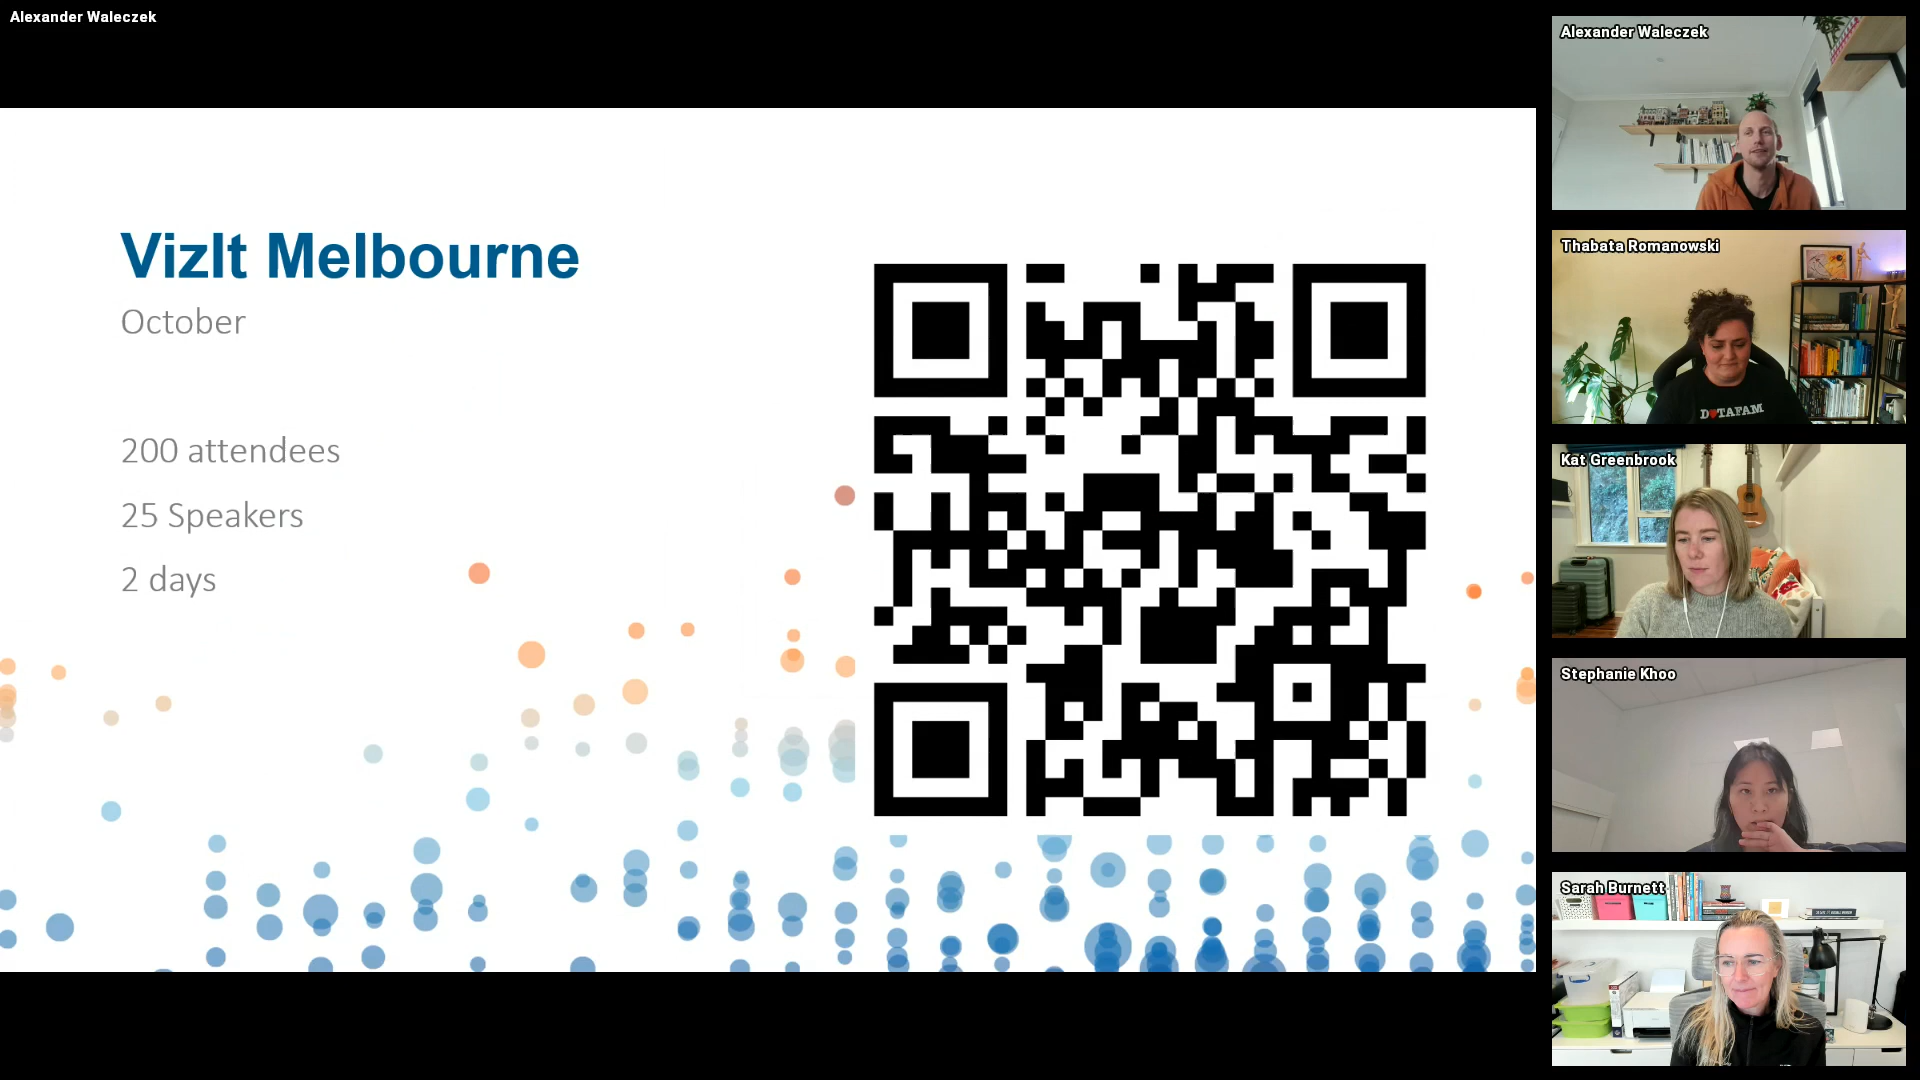 Alexander Waleczek
VizIt Melbourne
October
200 attendees
25 Speakers
2 days
Alexander Waleczek
Thabata Romanowski
D♥TAFAM
Kat Greenbrook
Stephanie Khoo
Sarah Burnett